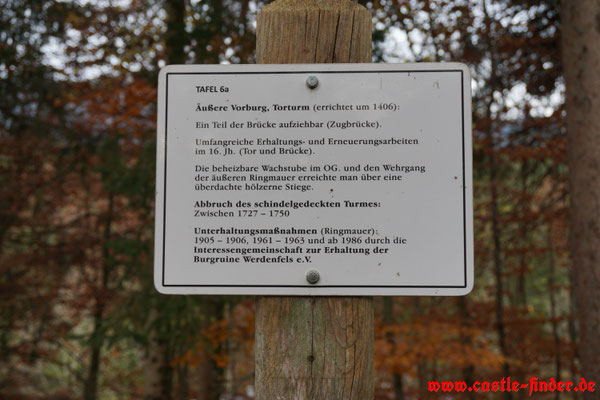 TAFEL 6a
Äußere Vorburg, Torturm (errichtet um 1406):
Ein Teil der Brücke aufziehbar (Zugbrücke).
Umfangreiche Erhaltungs- und Erneuerungsarbeiten
im 16. Jh. (Tor und Brücke).
Die beheizbare Wachstube im OG. und den Wehrgang
der äußeren Ringmauer erreichte man über eine
überdachte hölzerne Stiege.
Abbruch des schindelgedeckten Turmes:
Zwischen 1727 – 1750
Unterhaltungsmaßnahmen (Ringmauer):
1905 – 1906, 1961 – 1963 und ab 1986 durch die
Interessengemeinschaft zur Erhaltung der
Burgruine Werdenfels e.V.
www.castle-finder.de